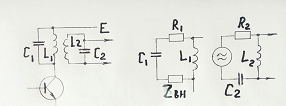 E
C₁
L₁
L₂
C₂
R₁
C₁
L₁
Zвн
R₂
L₂
C₂